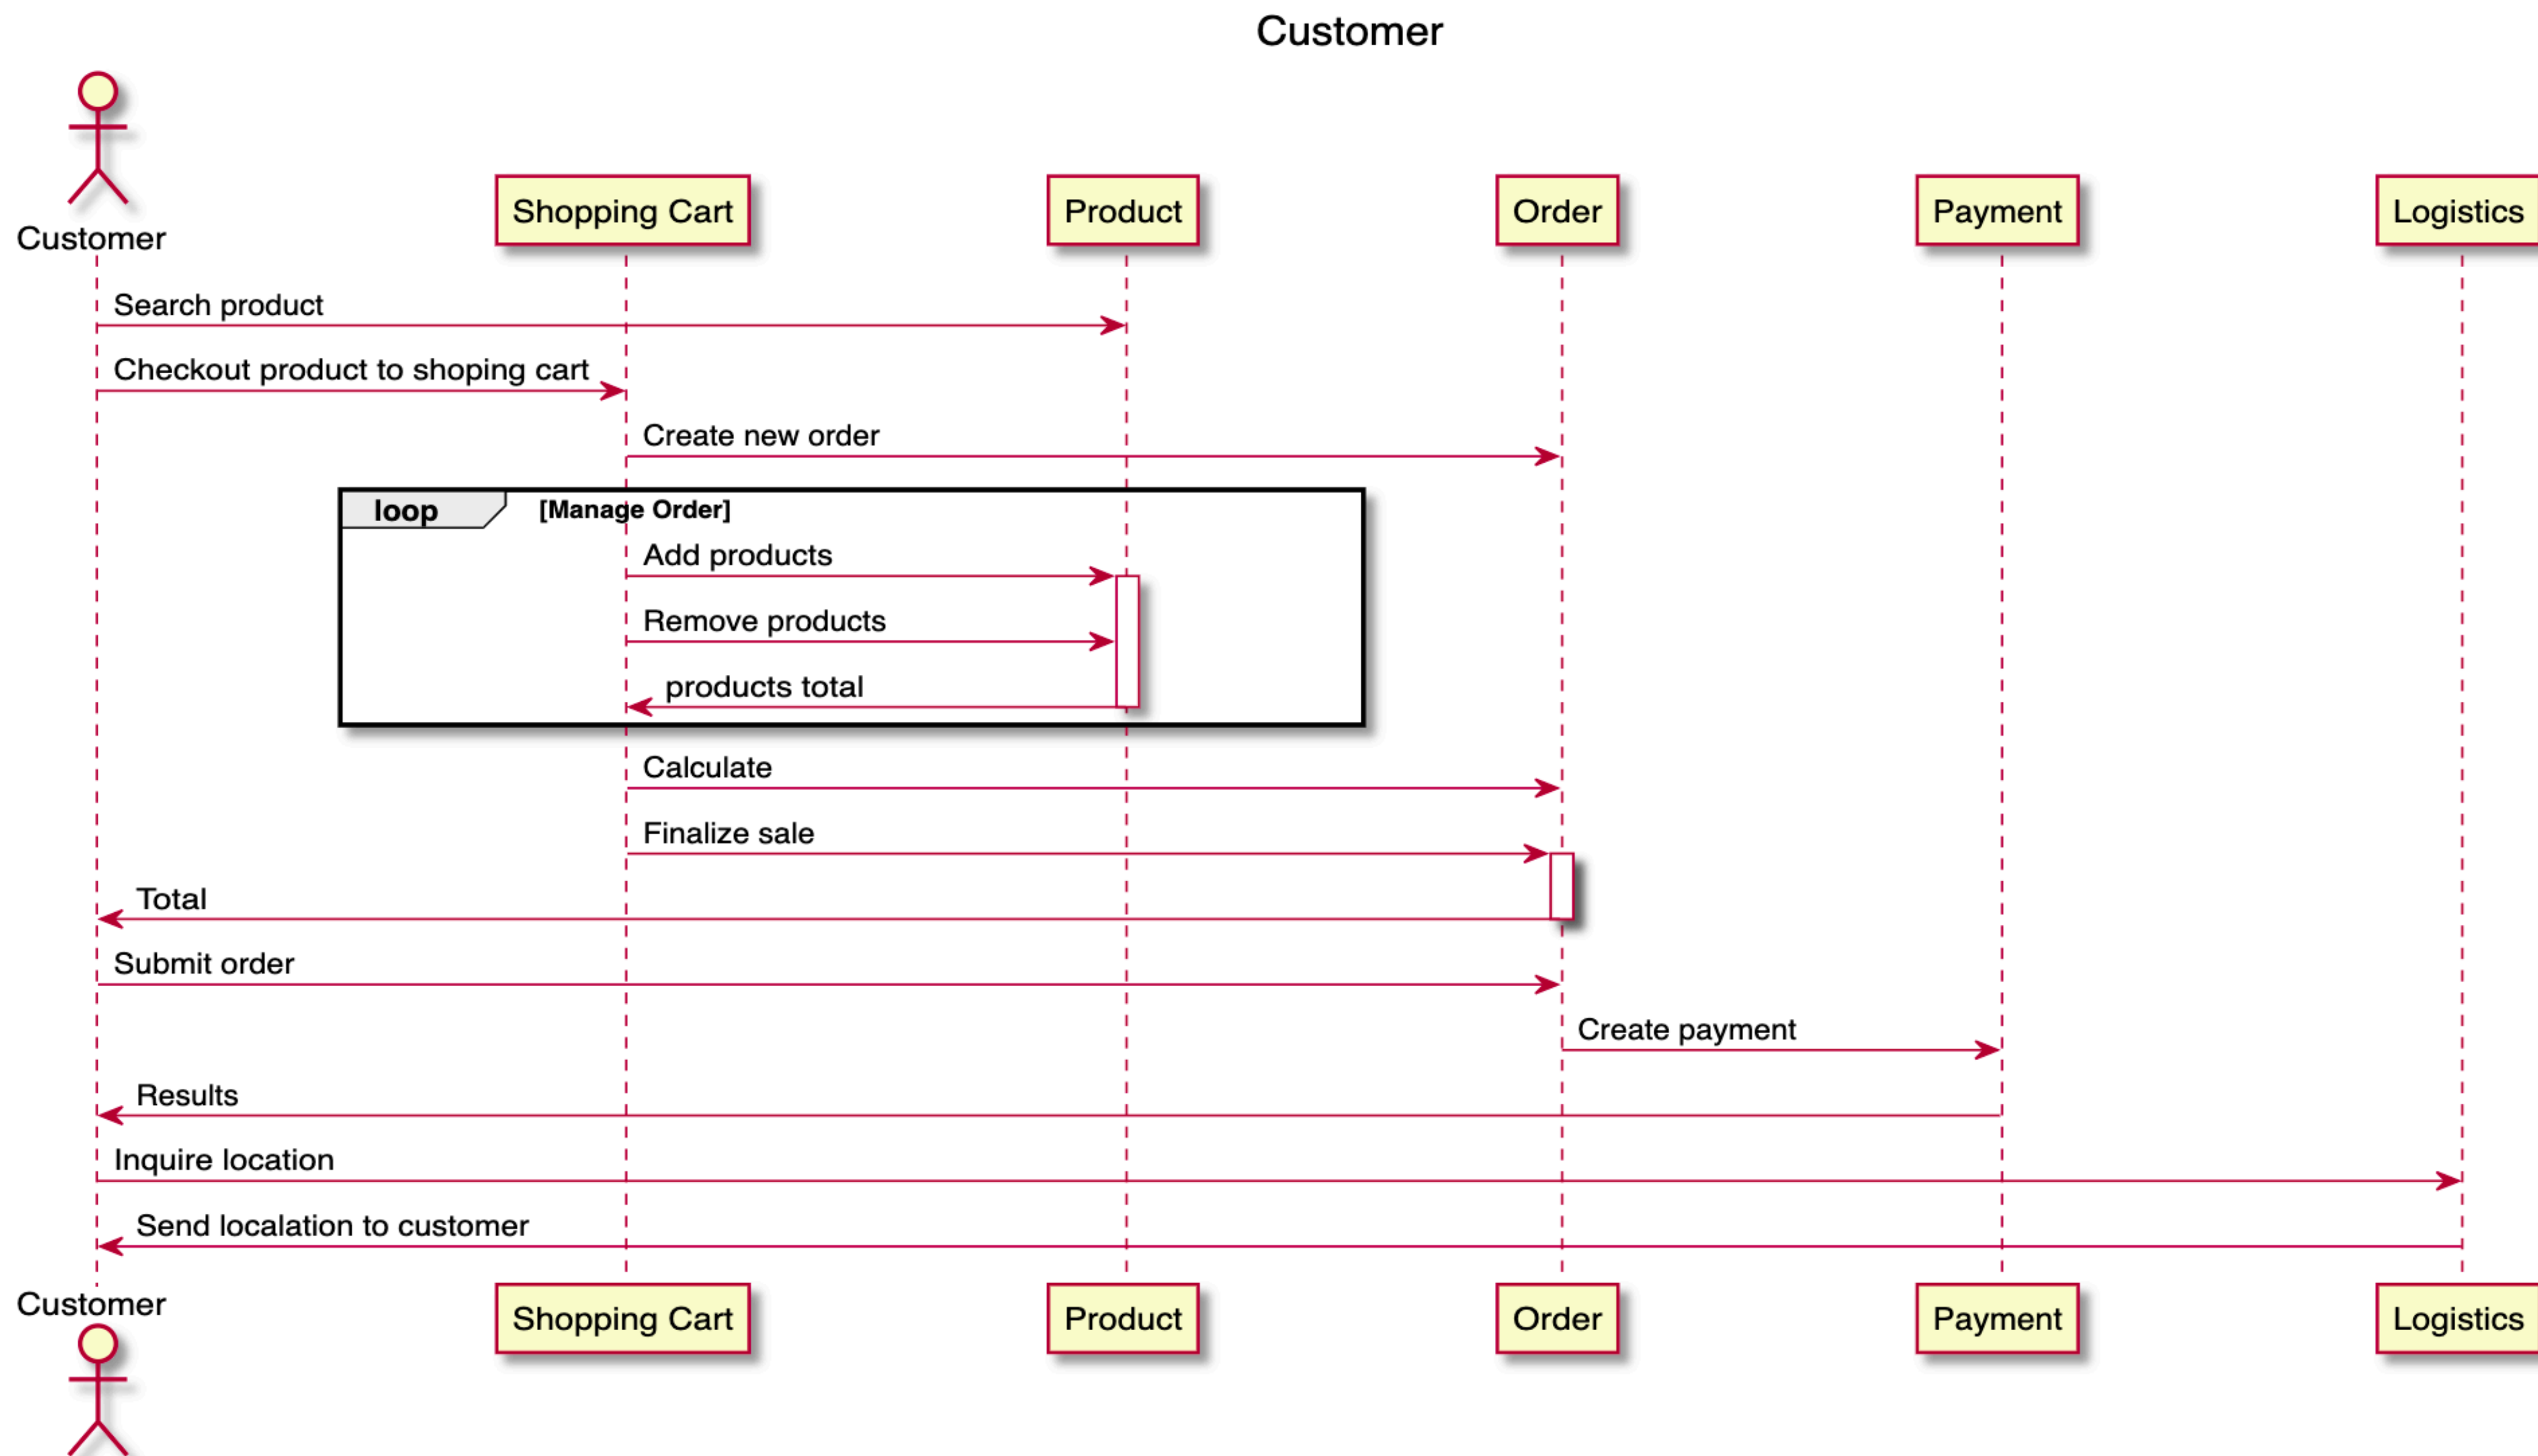 Customer
Customer
Shopping Cart
Product
Order
Payment
Logistics
Search product
Checkout product to shoping cart
Create new order
loop
[Manage Order]
Add products
Remove products
products total
Calculate
Finalize sale
Total
Submit order
Create payment
Results
Inquire location
Send localation to customer
Customer
Shopping Cart
Product
Order
Payment
Logistics